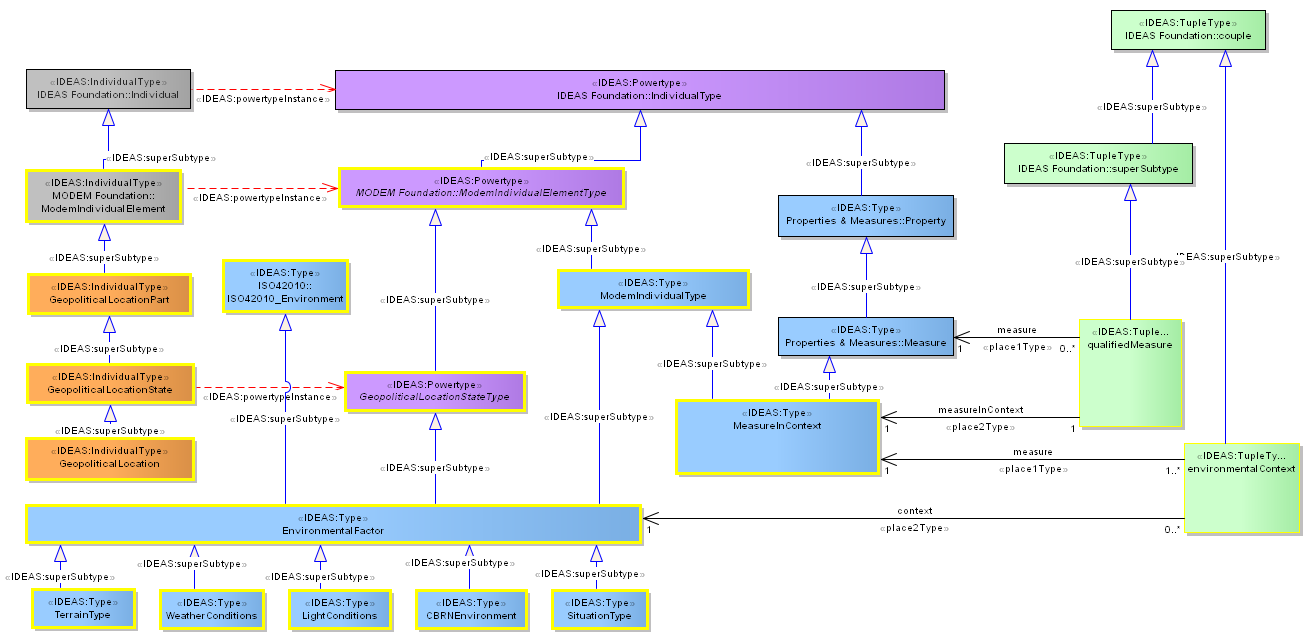 «IDEAS:TupleType»
IDEAS Foundation::couple
«IDEAS:IndividualType»
IDEAS Foundation::Individual
«IDEAS:powertypeInstance»
«IDEAS:Powertype»
IDEAS Foundation::IndividualType
«IDEAS:superSubtype»
«IDEAS:superSubtype»
«IDEAS:superSubtype»
«IDEAS:superSubtype»
«IDEAS:TupleType»
IDEAS Foundation::superSubtype
«IDEAS:IndividualType»
MODEM Foundation::
ModemIndividualElement
«IDEAS:powertypeInstance»
«IDEAS:Powertype»
MODEM Foundation::ModemIndividualElementType
«IDEAS:Type»
Properties & Measures::Property
«IDEAS:superSubtype»
«IDEAS:superSubtype»
«IDEAS:superSubtype»
IDEAS:superSubtype»
«IDEAS:Type»
ISO42010::
ISO42010_Environment
«IDEAS:IndividualType»
GeopoliticalLocationPart
«IDEAS:superSubtype»
«IDEAS:Type»
ModemIndividualType
«IDEAS:superSubtype»
«IDEAS:Type»
Properties & Measures::Measure
measure
1
«place1Type»
0..*
«IDEAS:Tuple...
qualifiedMeasure
«IDEAS:superSubtype»
«IDEAS:superSubtype»
«IDEAS:IndividualType»
GeopoliticalLocationState
«IDEAS:powertypeInstance»
«IDEAS:Powertype»
GeopoliticalLocationStateType
«IDEAS:superSubtype»
«IDEAS:superSubtype»
«IDEAS:superSubtype»
«IDEAS:superSubtype»
«IDEAS:Type»
MeasureInContext
measureInContext
1
«place2Type»
1
«IDEAS:IndividualType»
GeopoliticalLocation
«IDEAS:superSubtype»
measure
1
«place1Type»
1..*
«IDEAS:TupleTy...
environmentalContext
«IDEAS:Type»
EnvironmentalFactor
context
1
«place2Type»
0..*
«IDEAS:superSubtype»
«IDEAS:superSubtype»
«IDEAS:superSubtype»
«IDEAS:superSubtype»
«IDEAS:superSubtype»
«IDEAS:Type»
TerrainType
«IDEAS:Type»
WeatherConditions
«IDEAS:Type»
LightConditions
«IDEAS:Type»
CBRNEnvironment
«IDEAS:Type»
SituationType